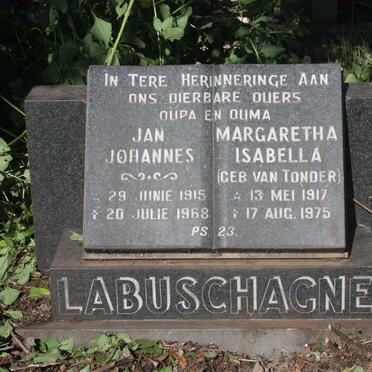 IN TERE HERINNERINGE AAN
ONS DIERBARE OUERS
OUPA EN OUMA
JAN
JOHANNES
29 JUNIE 1915
20 JULIE 1968
MARGARETHA
ISABELLA
(GEB VAN TONDER)
13 MEI 1917
17 AUG. 1975
PS. 23.
LABUSCHAGNE